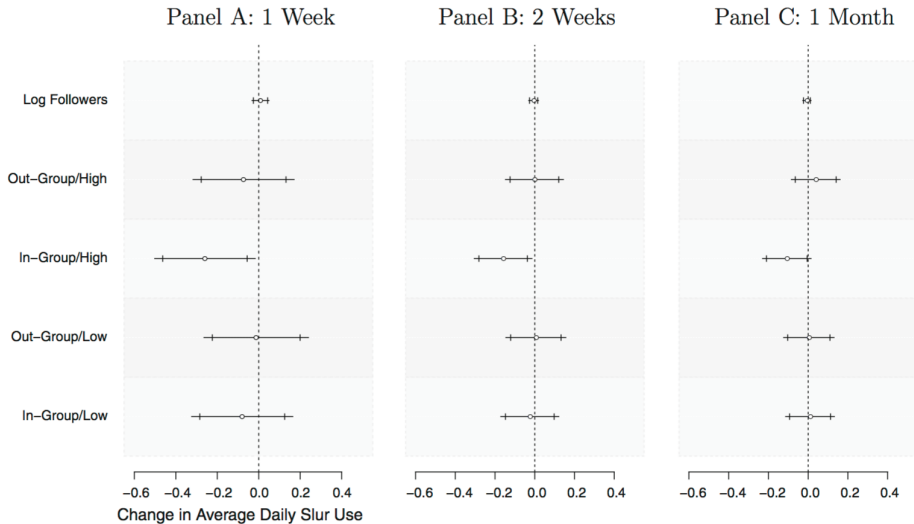 Panel A: 1 Week
Panel B: 2 Weeks
Panel C: 1 Month
Log Followers
Out−Group/High
In−Group/High
Out−Group/Low
In−Group/Low
−0.6 −0.4 −0.2 0.0 0.2 0.4
−0.6 −0.4 −0.2 0.0 0.2 0.4
−0.6 −0.4 −0.2 0.0 0.2 0.4
Change in Average Daily Slur Use